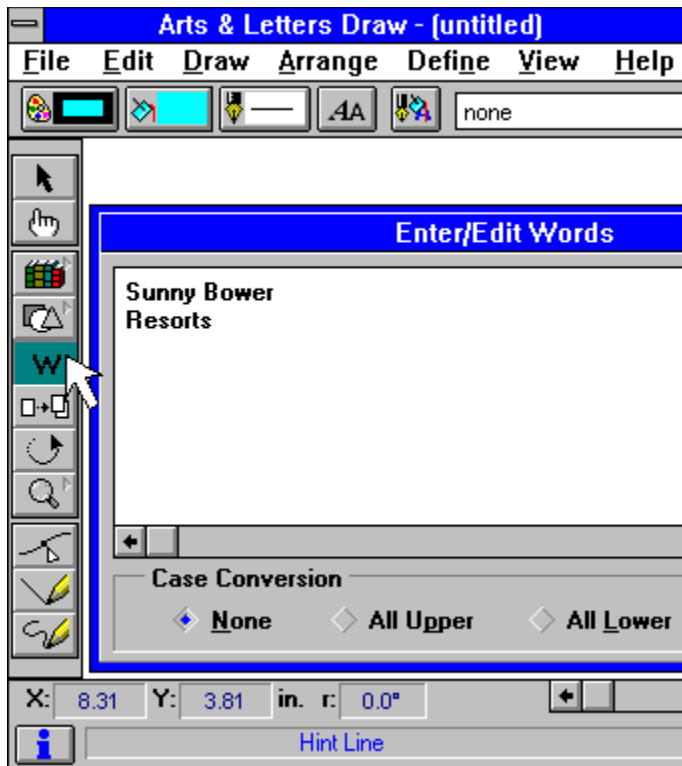 Arts & Letters Draw - (untitled)
File Edit Draw Arrange Define View Help
AA A none
Enter/Edit Words
Sunny Bower
Resorts
W
Case Conversion
None All Upper All Lower
X: 8.31 Y: 3.81 in. r: 0.0°
i Hint Line